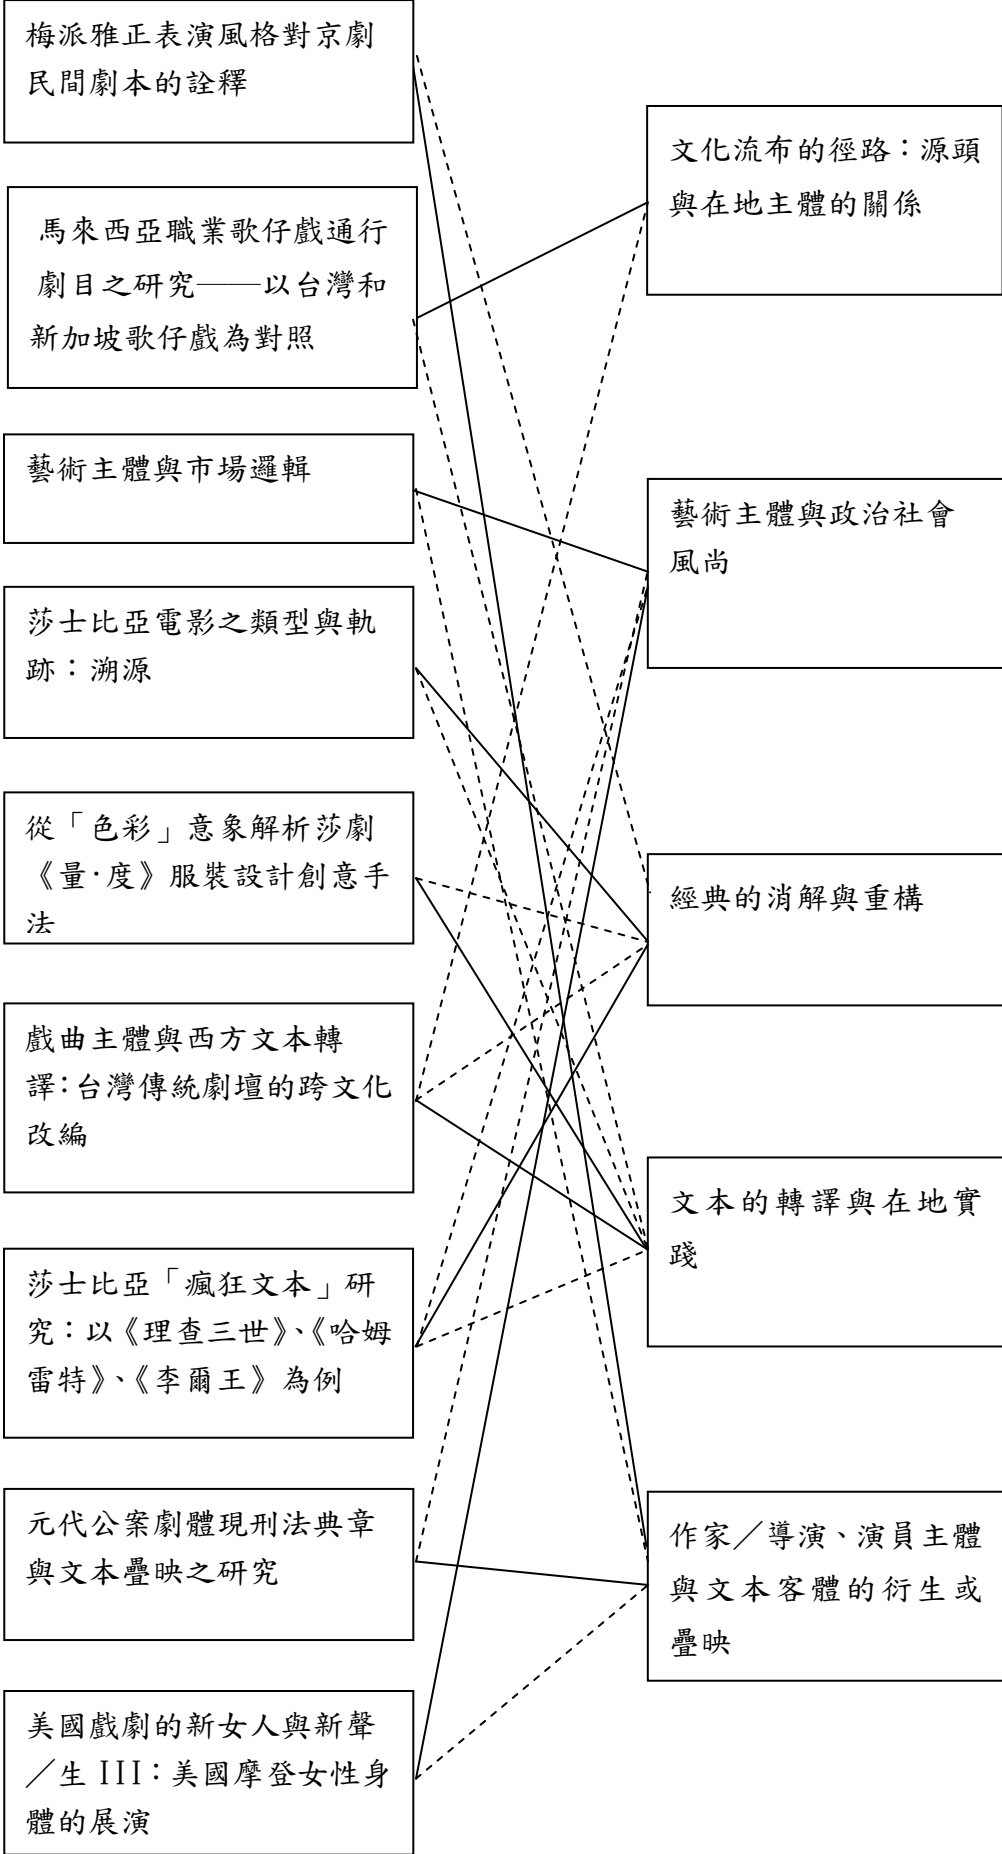 梅派雅正表演風格對京劇
民間劇本的詮釋
馬來西亞職業歌仔戲通行
劇目之研究——以台灣和
新加坡歌仔戲為對照
藝術主體與市場邏輯
莎士比亞電影之類型與軌
跡：溯源
從「色彩」意象解析莎劇
《量·度》服裝設計創意手
法
戲曲主體與西方文本轉
譯：台灣傳統劇壇的跨文化
改編
莎士比亞「瘋狂文本」研
究：以《理查三世》、《哈姆
雷特》、《李爾王》為例
元代公案劇體現刑法典章
與文本疊映之研究
美國戲劇的新女人與新聲
／生 III：美國摩登女性身
體的展演
文化流布的徑路：源頭
與在地主體的關係
藝術主體與政治社會
風尚
經典的消解與重構
文本的轉譯與在地實
踐
作家／導演、演員主體
與文本客體的衍生或
疊映